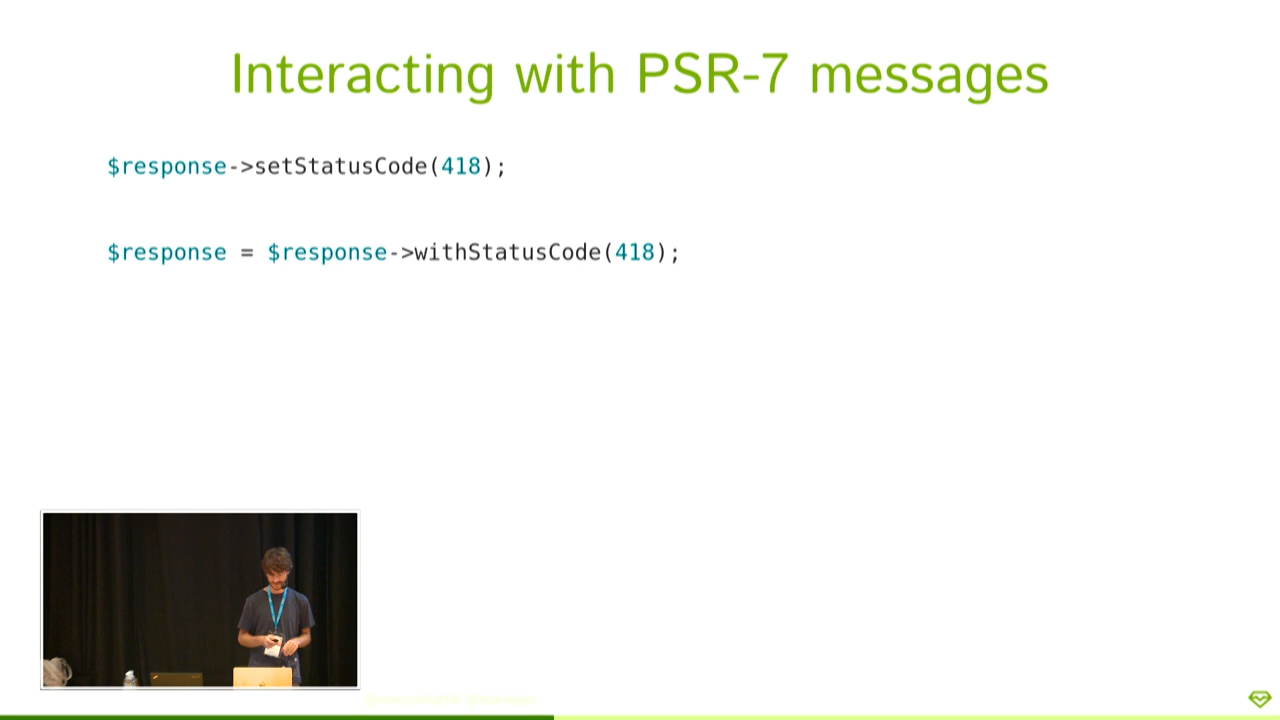 Interacting with PSR-7 messages
$response->setStatusCode(418);
$response = $response->withStatusCode(418);